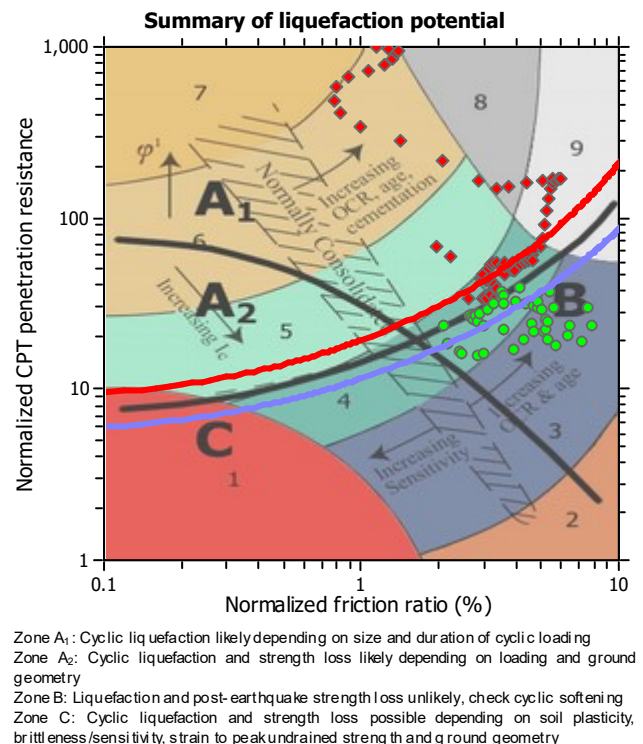 Summary of liquefaction potential
Normalized CPT penetration resistance
1,000
100
10
1
7
8
9
φ'
A₁
Increasing
OCR, age,
cementation
Normally Consolidated
6
A₂
Increasing Ic
5
B
4
Increasing
OCR & age
3
C
Increasing
Sensitivity
1
2
0.1
1
10
Normalized friction ratio (%)
Zone A₁: Cyclic liquefaction likely depending on size and duration of cyclic loading
Zone A₂: Cyclic liquefaction and strength loss likely depending on loading and ground
geometry
Zone B: Liquefaction and post-earthquake strength loss unlikely, check cyclic softening
Zone C: Cyclic liquefaction and strength loss possible depending on soil plasticity,
brittleness/sensitivity, strain to peak undrained strength and ground geometry